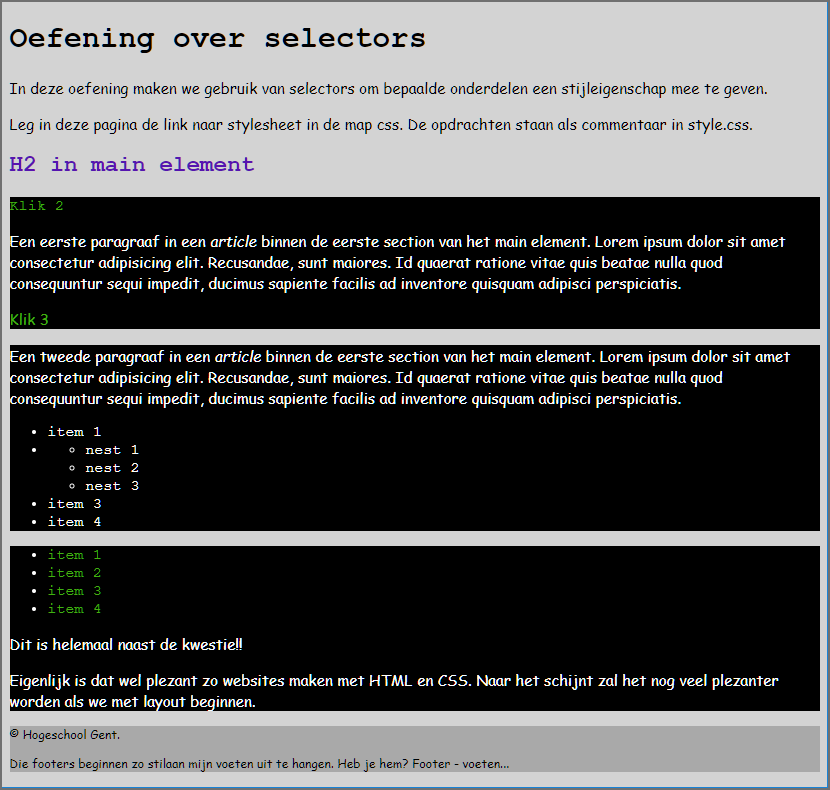 Oefening over selectors
In deze oefening maken we gebruik van selectors om bepaalde onderdelen een stijleigenschap mee te geven.
Leg in deze pagina de link naar stylesheet in de map css. De opdrachten staan als commentaar in style.css.
H2 in main element
Klik 2
Een eerste paragraaf in een article binnen de eerste section van het main element. Lorem ipsum dolor sit amet
consectetur adipisicing elit. Recusandae, sunt maiores. Id quaerat ratione vitae quis beatae nulla quod
consequuntur sequi impedit, ducimus sapiente facilis ad inventore quisquam adipisci perspiciatis.
Klik 3
Een tweede paragraaf in een article binnen de eerste section van het main element. Lorem ipsum dolor sit amet
consectetur adipisicing elit. Recusandae, sunt maiores. Id quaerat ratione vitae quis beatae nulla quod
consequuntur sequi impedit, ducimus sapiente facilis ad inventore quisquam adipisci perspiciatis.
item 1
nest 1
nest 2
nest 3
item 3
item 4
item 1
item 2
item 3
item 4
Dit is helemaal naast de kwestie!!
Eigenlijk is dat wel plezant zo websites maken met HTML en CSS. Naar het schijnt zal het nog veel plezanter
worden als we met layout beginnen.
© Hogeschool Gent.
Die footers beginnen zo stilaan mijn voeten uit te hangen. Heb je hem? Footer - voeten...